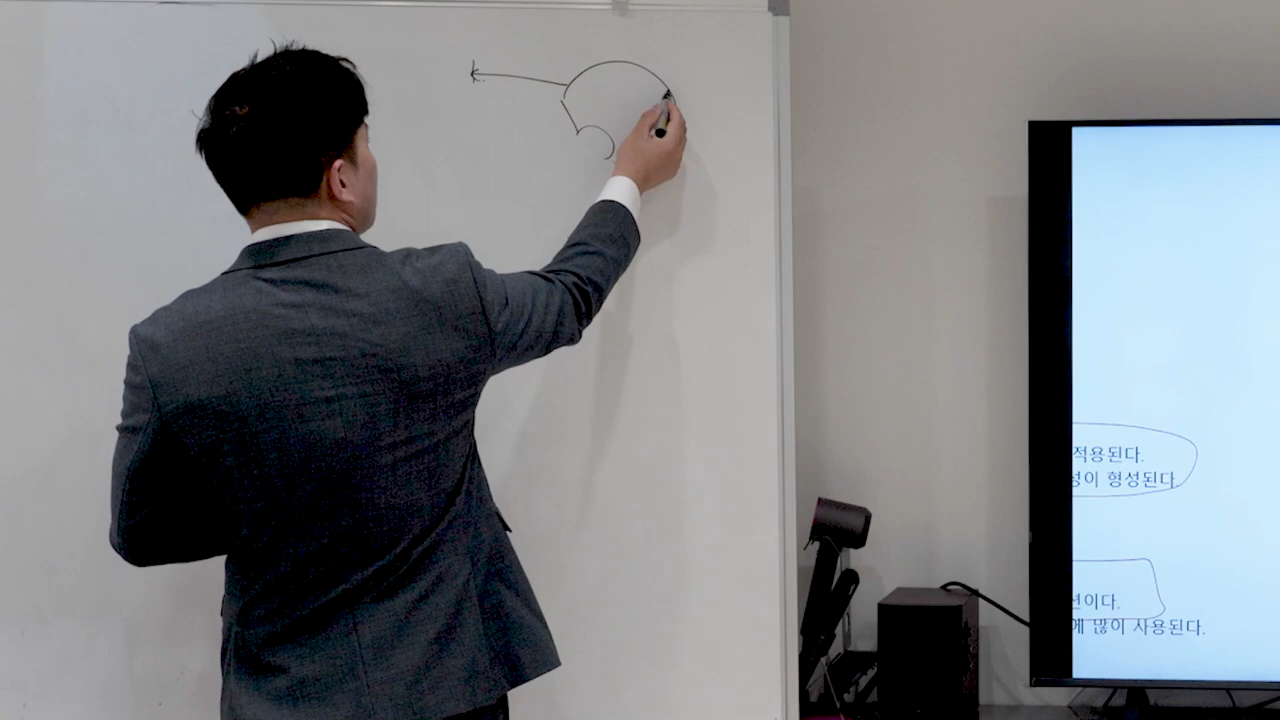 적용된다.
성이 형성된다.
션이다.
에 많이 사용된다.